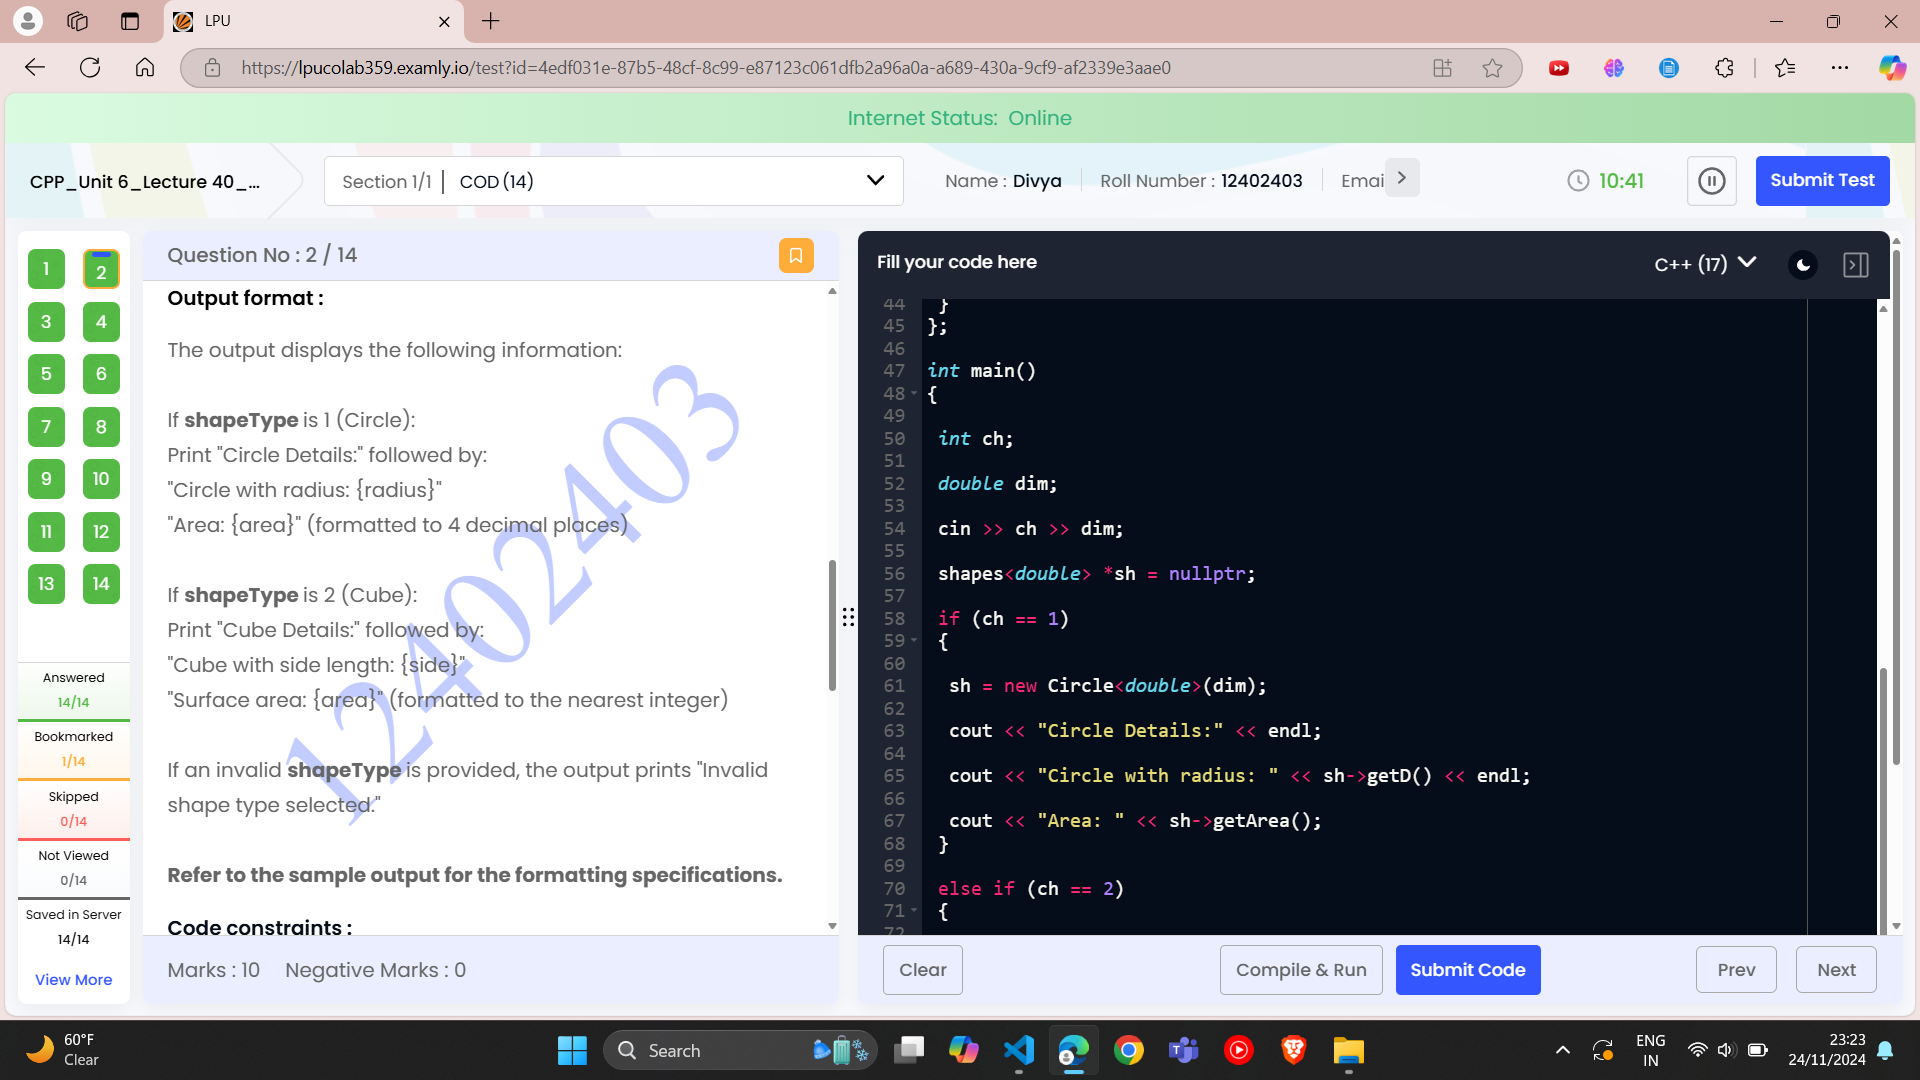 LPU
https://lpucolab359.examly.io/test?id=4edf031e-87b5-48cf-8c99-e87123c061dfb2a96a0a-a689-430a-9cf9-af2339e3aae0
Internet Status: Online
CPP_Unit 6_Lecture 40_...
Section 1/1 | COD (14)
Name : Divya
Roll Number : 12402403
Emai
10:41
Submit Test
1 2
3 4
5 6
7 8
9 10
11 12
13 14
Answered
14/14
Bookmarked
1/14
Skipped
0/14
Not Viewed
0/14
Saved in Server
14/14
View More
Question No : 2 / 14
Output format :
The output displays the following information:
If shapeType is 1 (Circle):
Print "Circle Details:" followed by:
"Circle with radius: {radius}"
"Area: {area}" (formatted to 4 decimal places)
If shapeType is 2 (Cube):
Print "Cube Details:" followed by:
"Cube with side length: {side}"
"Surface area: {area}" (formatted to the nearest integer)
If an invalid shapeType is provided, the output prints "Invalid
shape type selected."
Refer to the sample output for the formatting specifications.
Code constraints :
12402403
Marks : 10 Negative Marks : 0
Fill your code here
C++ (17)
44 }
45 };
46
47 int main()
48 {
49
50 int ch;
51
52 double dim;
53
54 cin >> ch >> dim;
55
56 shapes<double> *sh = nullptr;
57
58 if (ch == 1)
59 {
60
61 sh = new Circle<double>(dim);
62
63 cout << "Circle Details:" << endl;
64
65 cout << "Circle with radius: " << sh->getD() << endl;
66
67 cout << "Area: " << sh->getArea();
68 }
69
70 else if (ch == 2)
71 {
72
Clear
Compile & Run
Submit Code
Prev
Next
60°F
Clear
Search
ENG
IN
23:23
24/11/2024